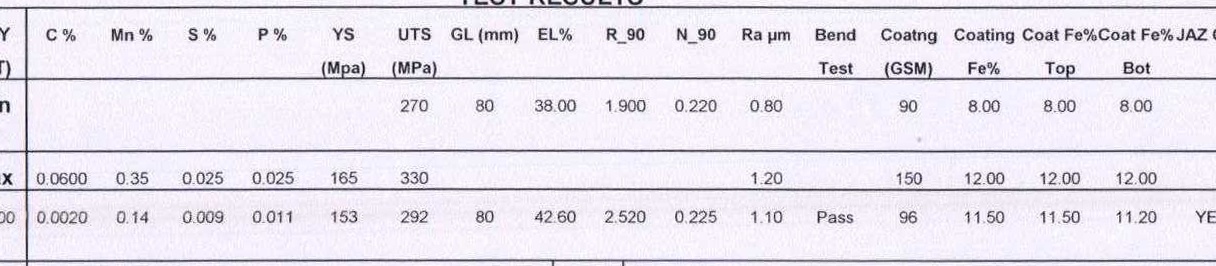 TEST RESULTS
Y C % Mn % S % P % YS UTS GL (mm) EL% R_90 N_90 Ra µm Bend Coatng Coating Coat Fe% Coat Fe% JAZ
T) (Mpa) (MPa) Test (GSM) Fe% Top Bot
n 270 80 38.00 1.900 0.220 0.80 90 8.00 8.00 8.00
x 0.0600 0.35 0.025 0.025 165 330 1.20 150 12.00 12.00 12.00
00 0.0020 0.14 0.009 0.011 153 292 80 42.60 2.520 0.225 1.10 Pass 96 11.50 11.50 11.20 YE